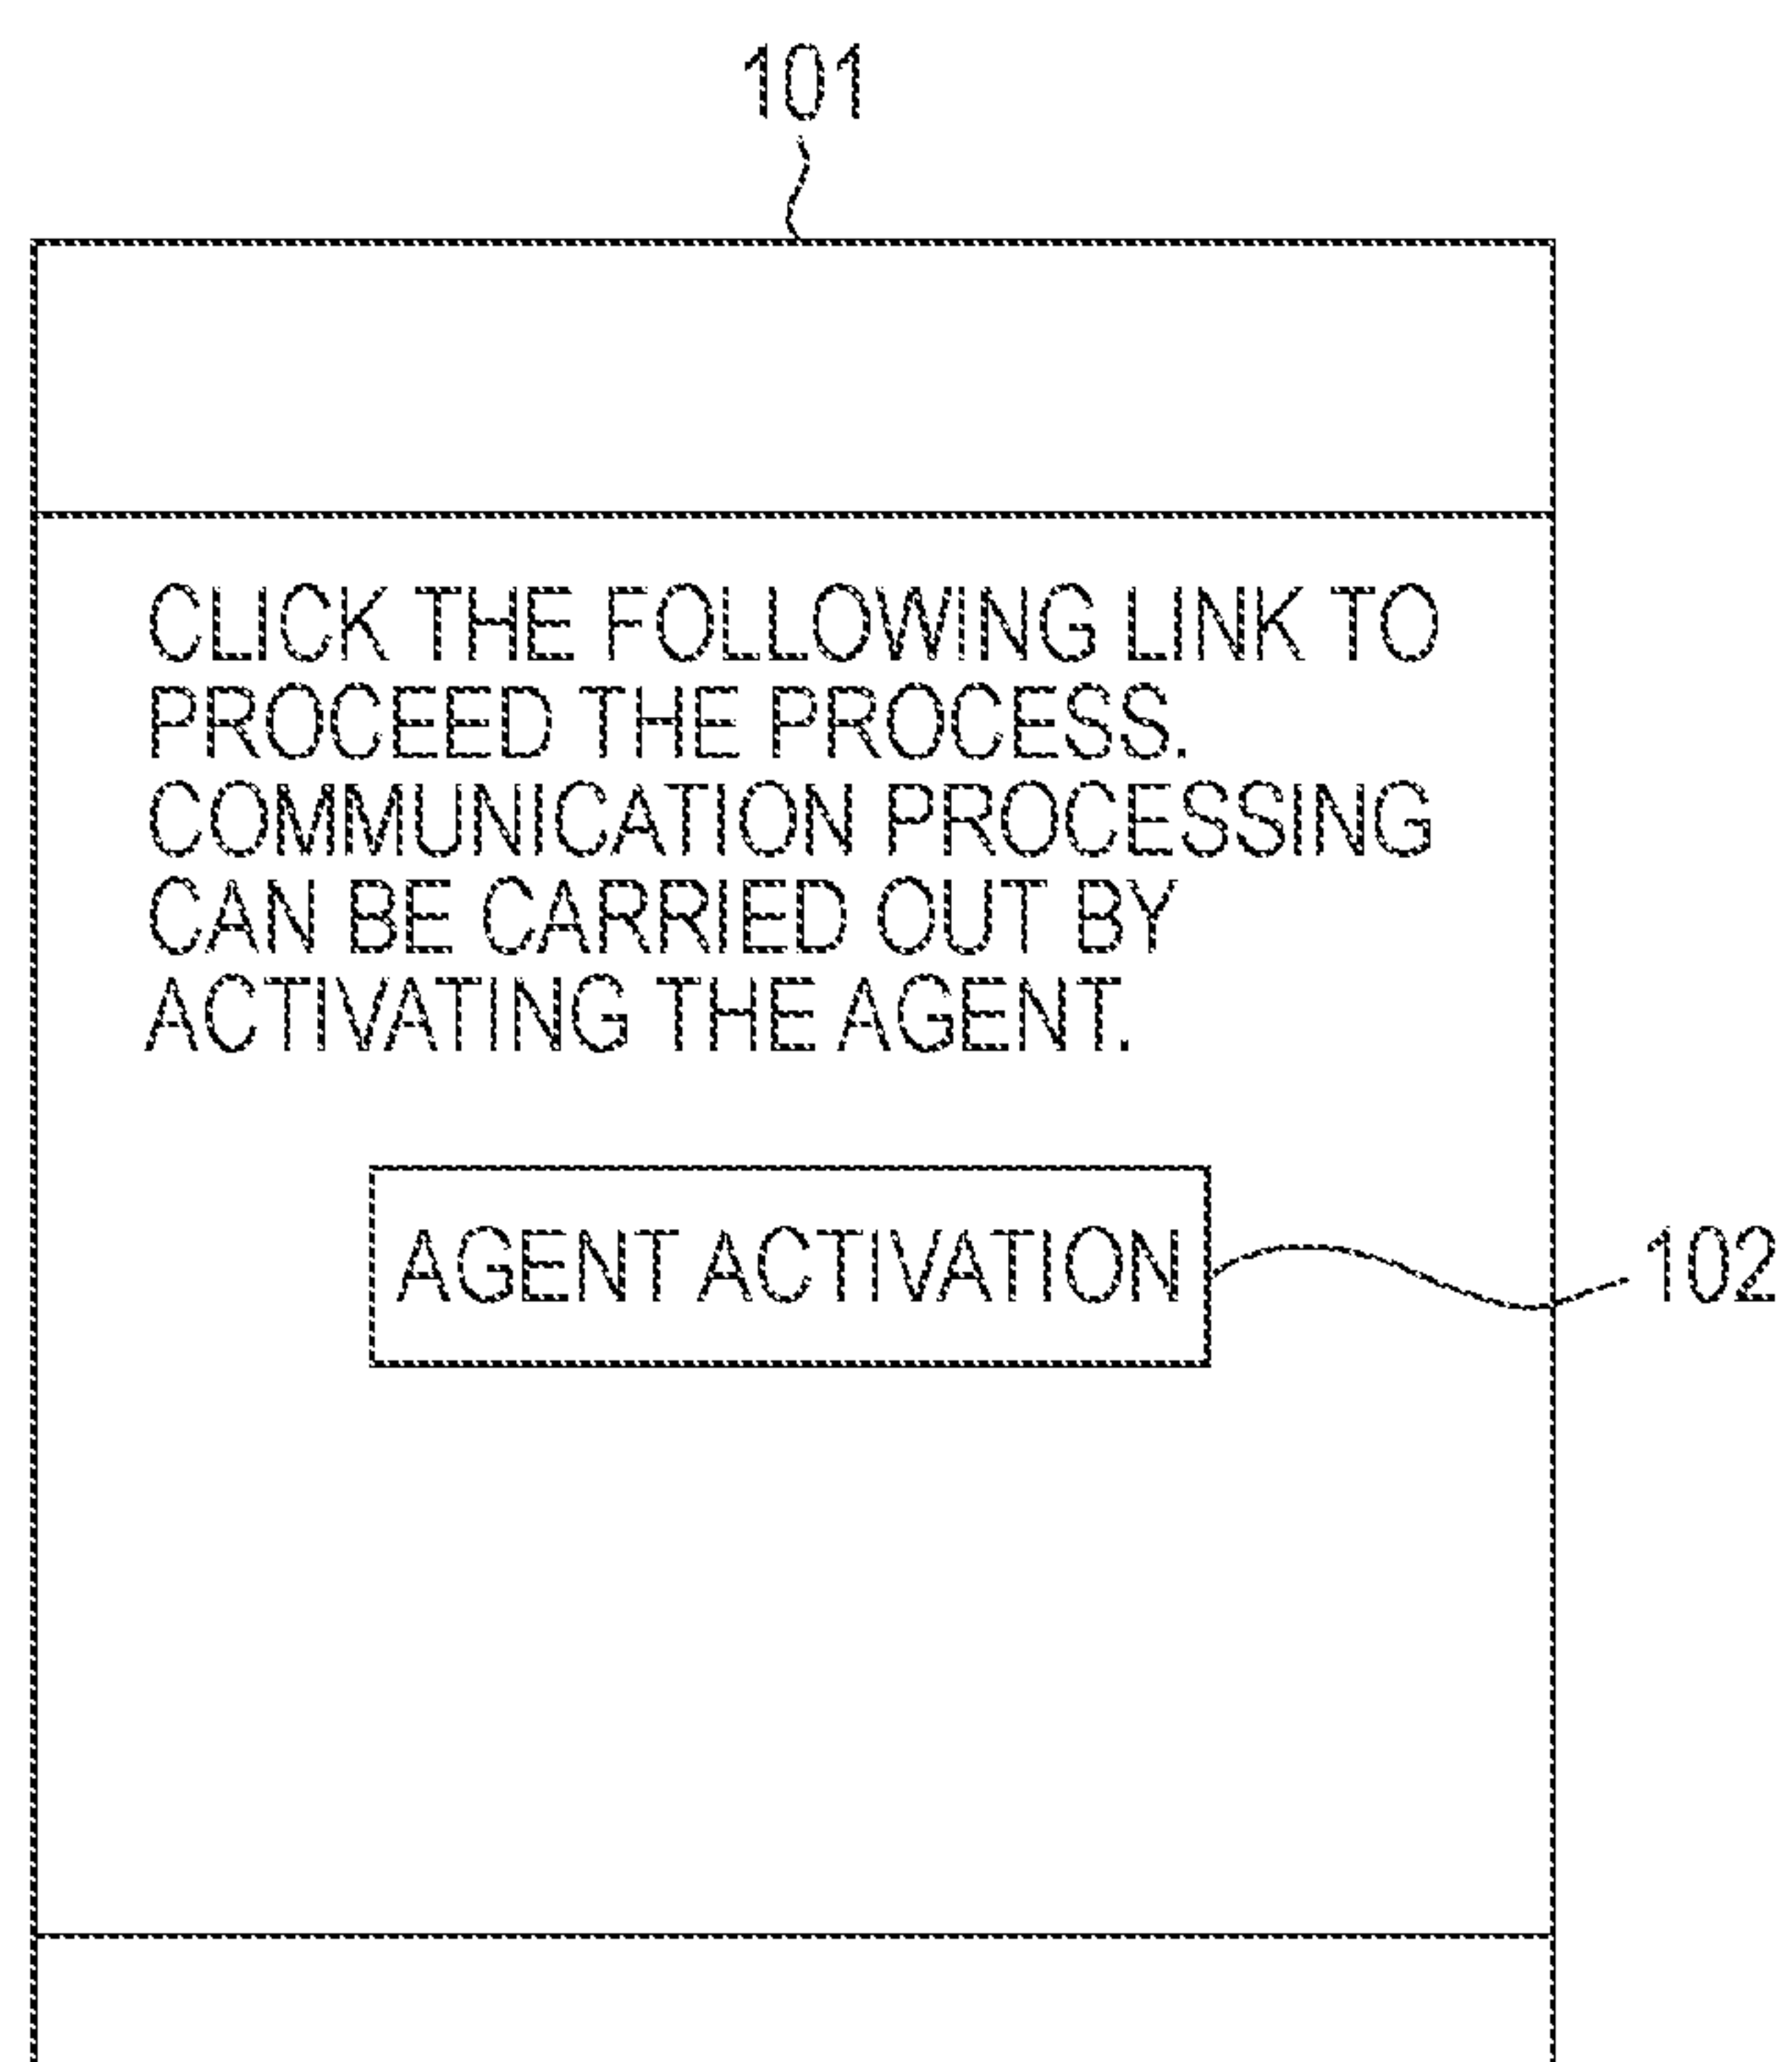 101
CLICK THE FOLLOWING LINK TO
PROCEED THE PROCESS.
COMMUNICATION PROCESSING
CAN BE CARRIED OUT BY
ACTIVATING THE AGENT.
AGENT ACTIVATION
102